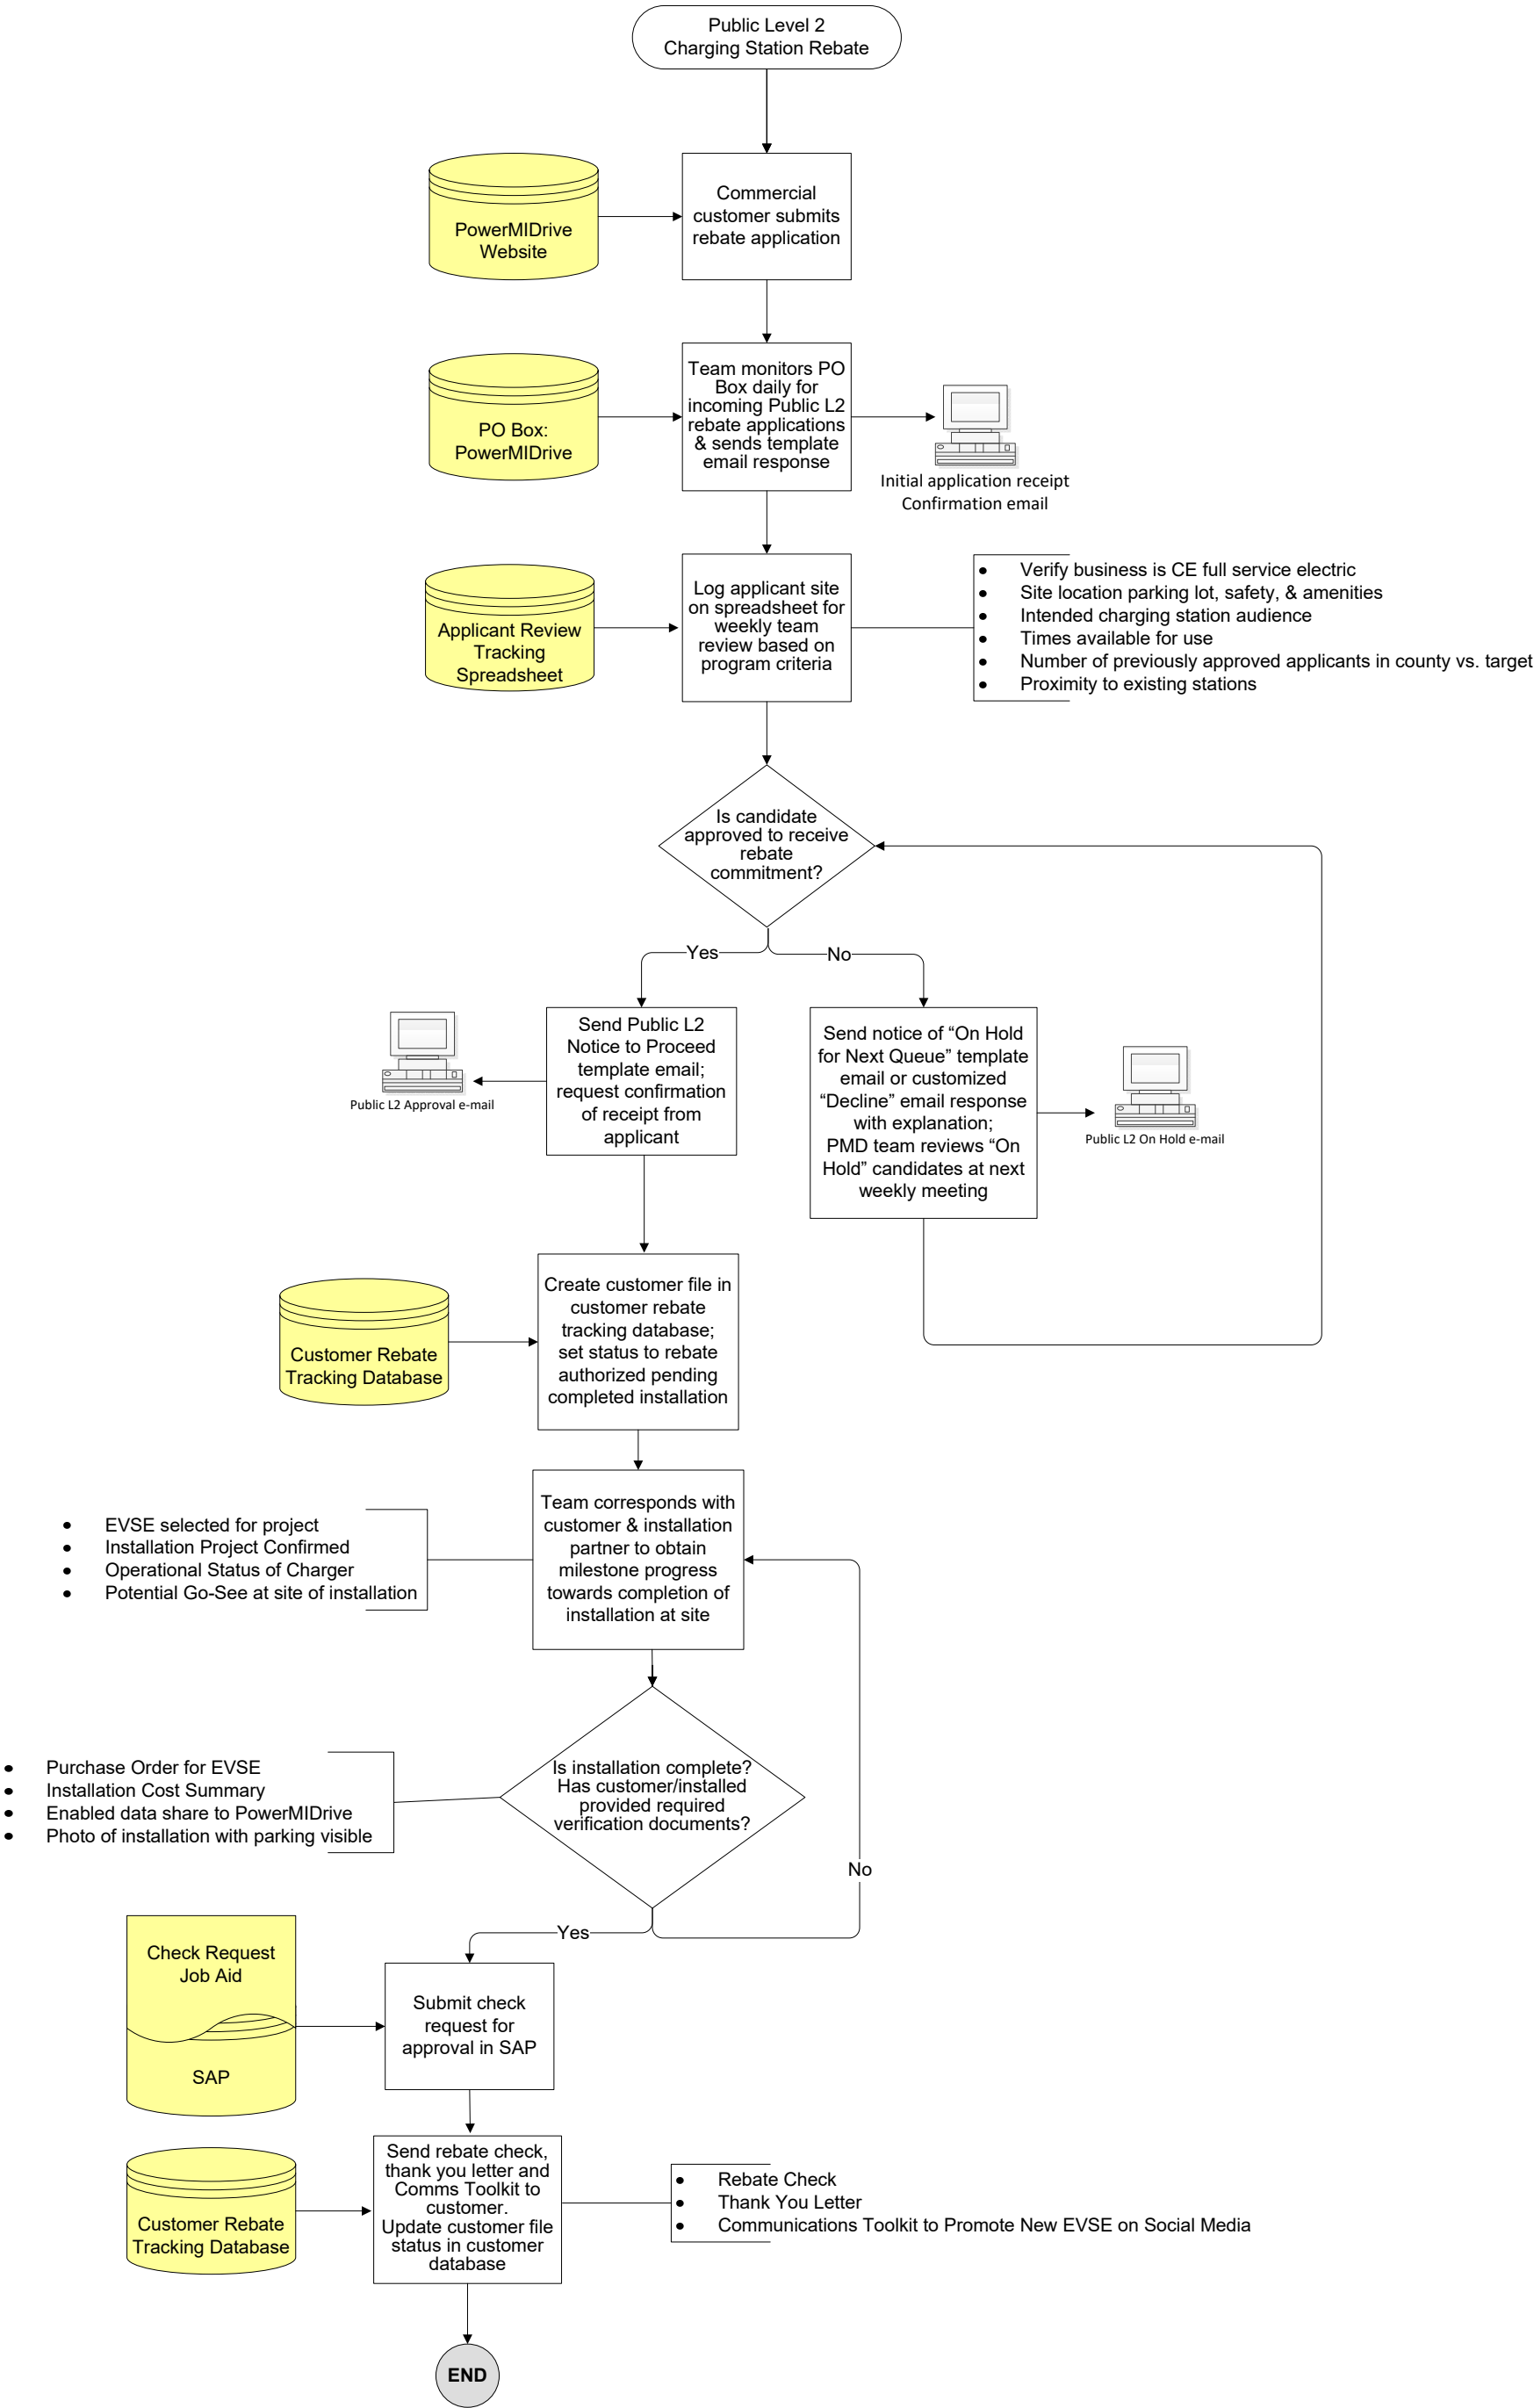 Public Level 2
Charging Station Rebate
PowerMIDrive
Website
Commercial
customer submits
rebate application
PO Box:
PowerMIDrive
Team monitors PO
Box daily for
incoming Public L2
rebate applications
& sends template
email response
Initial application receipt
Confirmation email
Applicant Review
Tracking
Spreadsheet
Log applicant site
on spreadsheet for
weekly team
review based on
program criteria
• Verify business is CE full service electric
• Site location parking lot, safety, & amenities
• Intended charging station audience
• Times available for use
• Number of previously approved applicants in county vs. target
• Proximity to existing stations
Is candidate
approved to receive
rebate
commitment?
Yes
No
Public L2 Approval e-mail
Send Public L2
Notice to Proceed
template email;
request confirmation
of receipt from
applicant
Send notice of “On Hold
for Next Queue” template
email or customized
“Decline” email response
with explanation;
PMD team reviews “On
Hold” candidates at next
weekly meeting
Public L2 On Hold e-mail
Customer Rebate
Tracking Database
Create customer file in
customer rebate
tracking database;
set status to rebate
authorized pending
completed installation
• EVSE selected for project
• Installation Project Confirmed
• Operational Status of Charger
• Potential Go-See at site of installation
Team corresponds with
customer & installation
partner to obtain
milestone progress
towards completion of
installation at site
• Purchase Order for EVSE
• Installation Cost Summary
• Enabled data share to PowerMIDrive
• Photo of installation with parking visible
Is installation complete?
Has customer/installed
provided required
verification documents?
No
Yes
Check Request
Job Aid
SAP
Submit check
request for
approval in SAP
Customer Rebate
Tracking Database
Send rebate check,
thank you letter and
Comms Toolkit to
customer.
Update customer file
status in customer
database
• Rebate Check
• Thank You Letter
• Communications Toolkit to Promote New EVSE on Social Media
END